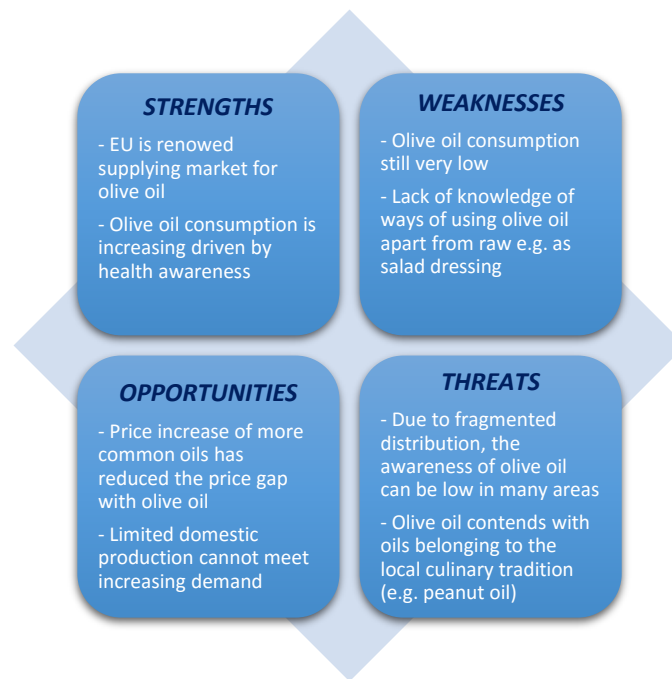 STRENGTHS
- EU is renowed
supplying market for
olive oil
- Olive oil consumption is
increasing driven by
health awareness
WEAKNESSES
- Olive oil consumption
still very low
- Lack of knowledge of
ways of using olive oil
apart from raw e.g. as
salad dressing
OPPORTUNITIES
- Price increase of more
common oils has
reduced the price gap
with olive oil
- Limited domestic
production cannot meet
increasing demand
THREATS
- Due to fragmented
distribution, the
awareness of olive oil
can be low in many areas
- Olive oil contends with
oils belonging to the
local culinary tradition
(e.g. peanut oil)